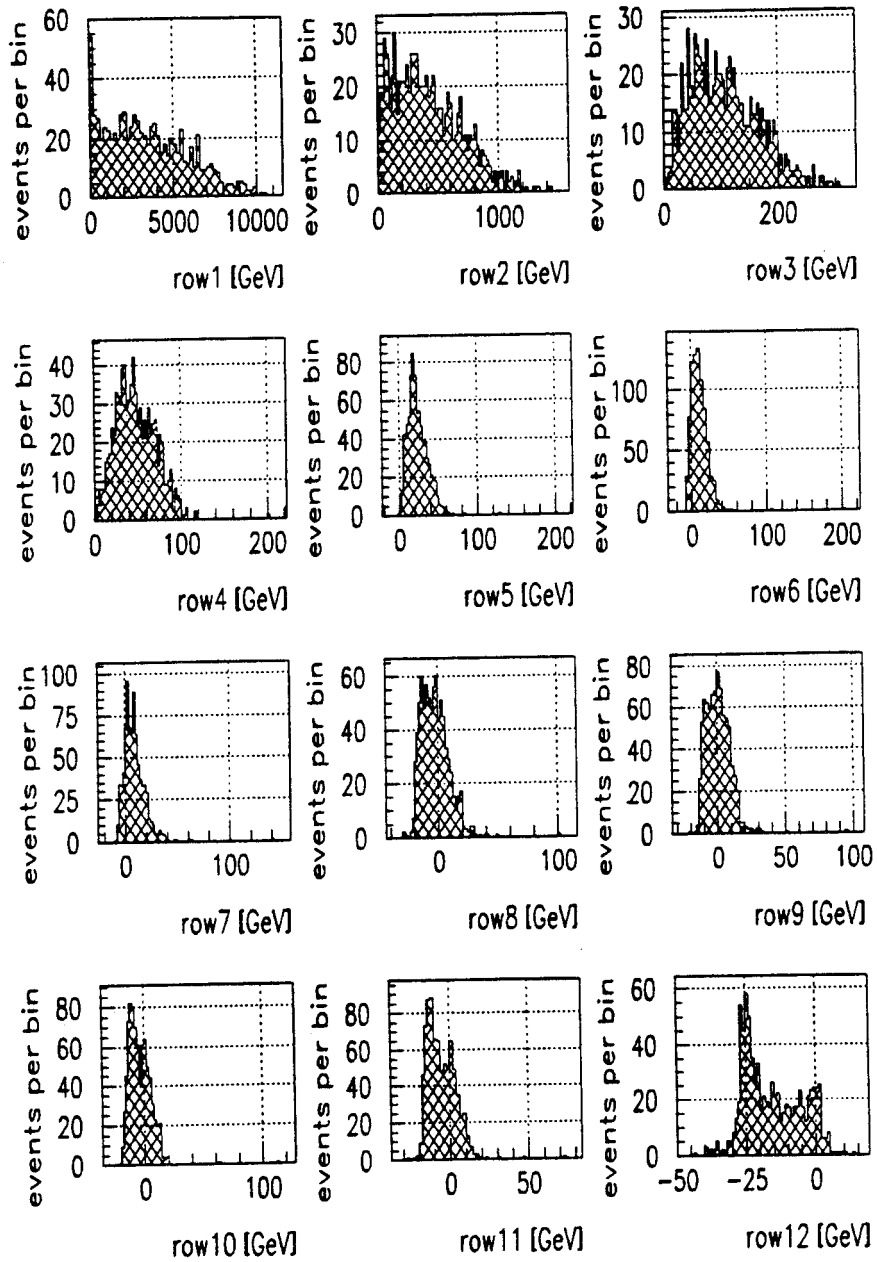 events per bin
60
40
20
0
0 5000 10000
row1 [GeV]
events per bin
30
20
10
0
0 1000
row2 [GeV]
events per bin
30
20
10
0
0 200
row3 [GeV]
events per bin
40
30
20
10
0
0 100 200
row4 [GeV]
events per bin
80
60
40
20
0
0 100 200
row5 [GeV]
events per bin
100
50
0
0 100 200
row6 [GeV]
events per bin
100
75
50
25
0
0 100
row7 [GeV]
events per bin
60
40
20
0
0 100
row8 [GeV]
events per bin
80
60
40
20
0
0 50 100
row9 [GeV]
events per bin
80
60
40
20
0
0 100
row10 [GeV]
events per bin
80
60
40
20
0
0 50
row11 [GeV]
events per bin
60
40
20
0
−50 −25 0
row12 [GeV]